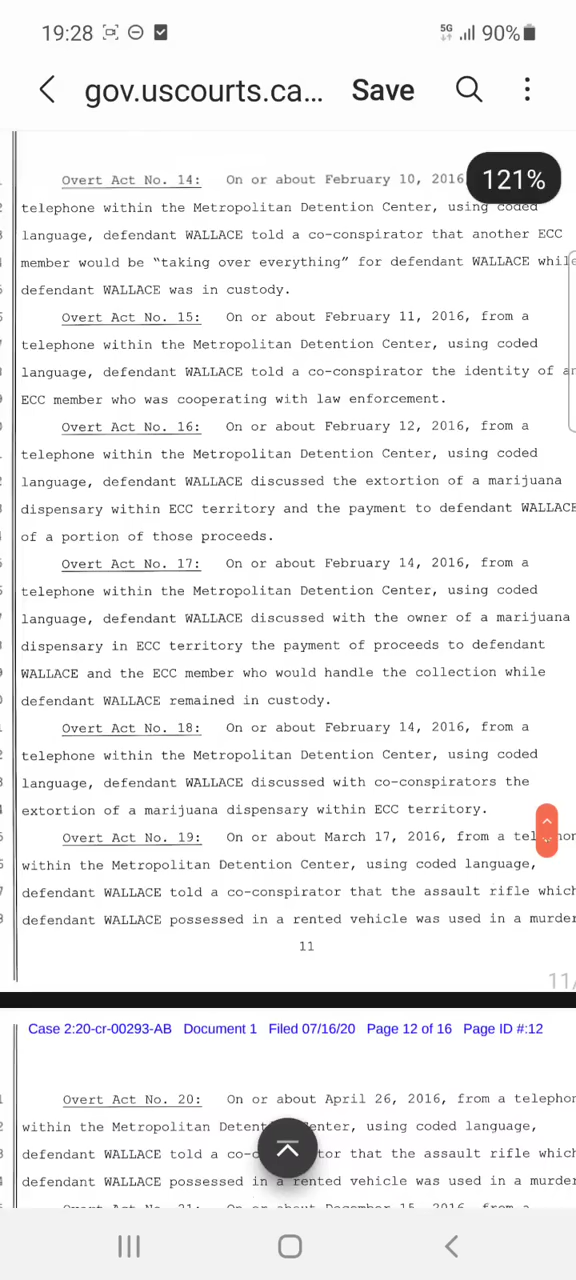 19:28 5G 90%
gov.uscourts.ca... Save
121%
Overt Act No. 14: On or about February 10, 2016
telephone within the Metropolitan Detention Center, using coded
language, defendant WALLACE told a co-conspirator that another ECC
member would be “taking over everything” for defendant WALLACE while
defendant WALLACE was in custody.
Overt Act No. 15: On or about February 11, 2016, from a
telephone within the Metropolitan Detention Center, using coded
language, defendant WALLACE told a co-conspirator the identity of an
ECC member who was cooperating with law enforcement.
Overt Act No. 16: On or about February 12, 2016, from a
telephone within the Metropolitan Detention Center, using coded
language, defendant WALLACE discussed the extortion of a marijuana
dispensary within ECC territory and the payment to defendant WALLACE
of a portion of those proceeds.
Overt Act No. 17: On or about February 14, 2016, from a
telephone within the Metropolitan Detention Center, using coded
language, defendant WALLACE discussed with the owner of a marijuana
dispensary in ECC territory the payment of proceeds to defendant
WALLACE and the ECC member who would handle the collection while
defendant WALLACE remained in custody.
Overt Act No. 18: On or about February 14, 2016, from a
telephone within the Metropolitan Detention Center, using coded
language, defendant WALLACE discussed with co-conspirators the
extortion of a marijuana dispensary within ECC territory.
Overt Act No. 19: On or about March 17, 2016, from a
within the Metropolitan Detention Center, using coded language,
defendant WALLACE told a co-conspirator that the assault rifle which
defendant WALLACE possessed in a rented vehicle was used in a murder
11
11/
Case 2:20-cr-00293-AB Document 1 Filed 07/16/20 Page 12 of 16 Page ID #:12
Overt Act No. 20: On or about April 26, 2016, from a telephon
within the Metropolitan Detent enter, using coded language,
defendant WALLACE told a co-c tor that the assault rifle which
defendant WALLACE possessed in a rented vehicle was used in a murder
Overt Act No. 21: On or about December 15, 2016, from a